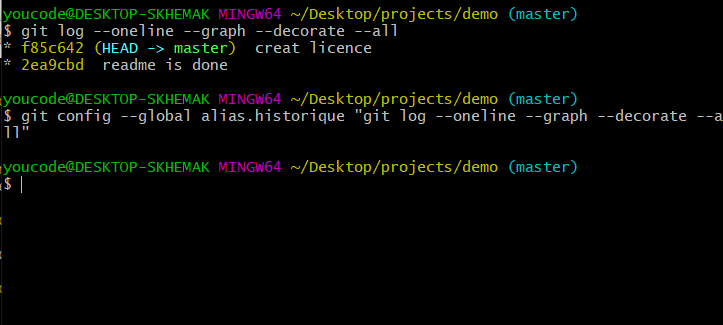 youcode@DESKTOP-SKHEMAK MINGW64 ~/Desktop/projects/demo (master)
$ git log --oneline --graph --decorate --all
* f85c642 (HEAD -> master)  creat licence
* 2ea9cbd  readme is done
youcode@DESKTOP-SKHEMAK MINGW64 ~/Desktop/projects/demo (master)
$ git config --global alias.historique "git log --oneline --graph --decorate --a
ll"
youcode@DESKTOP-SKHEMAK MINGW64 ~/Desktop/projects/demo (master)
$